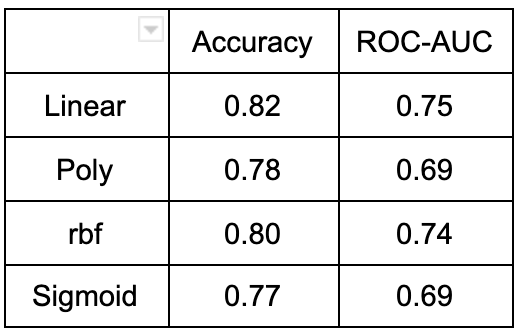 Accuracy ROC-AUC
Linear 0.82 0.75
Poly 0.78 0.69
rbf 0.80 0.74
Sigmoid 0.77 0.69